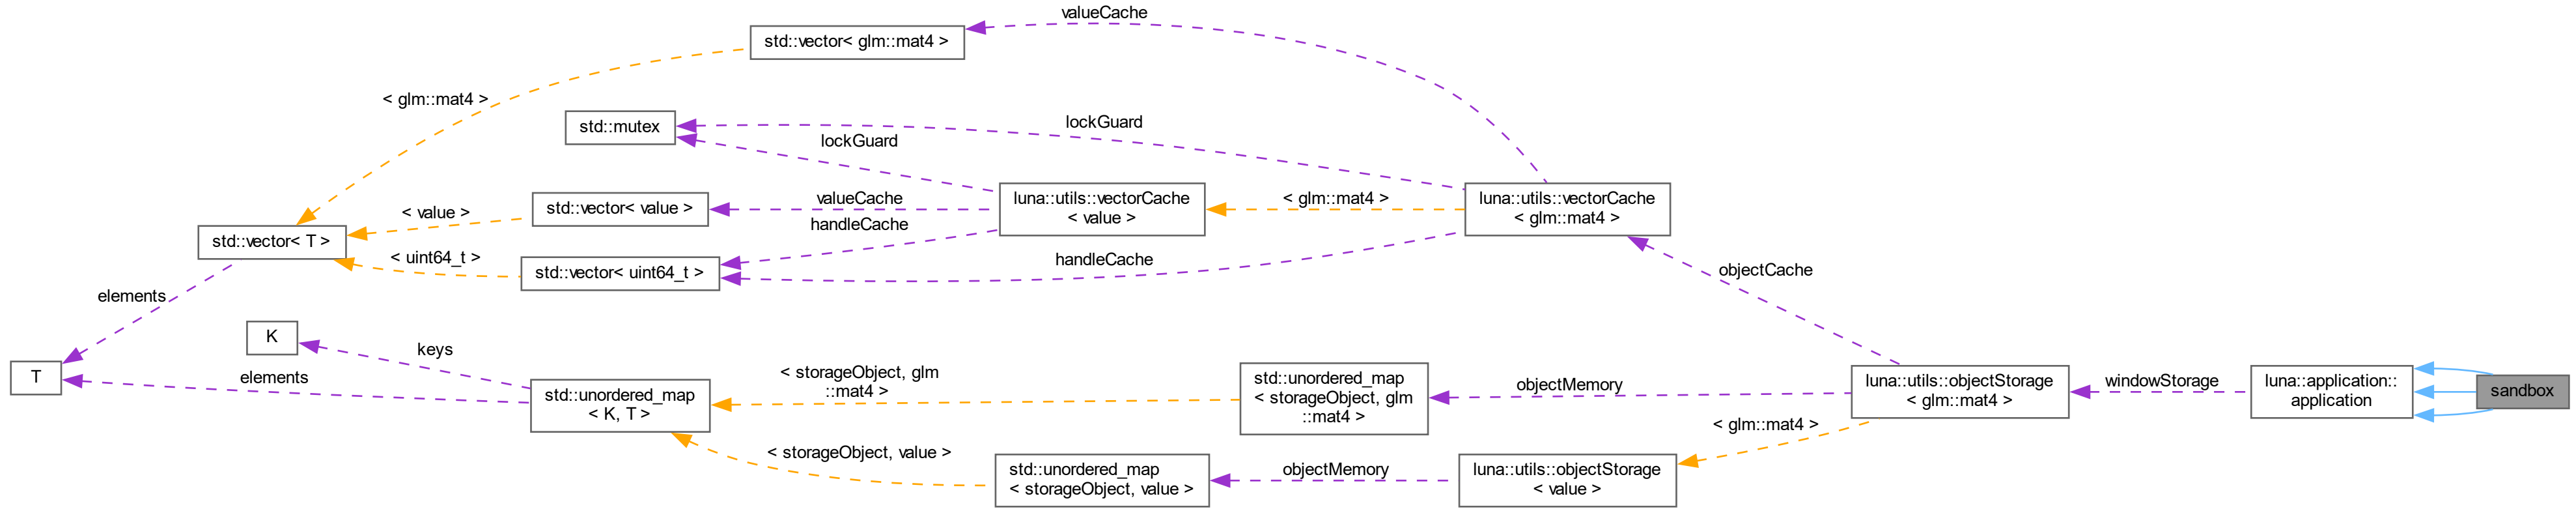 valueCache
std::vector< glm::mat4 >
< glm::mat4 >
std::mutex
lockGuard
lockGuard
std::vector< value >
< value >
valueCache
handleCache
luna::utils::vectorCache
< value >
< glm::mat4 >
luna::utils::vectorCache
< glm::mat4 >
std::vector< T >
< uint64_t >
std::vector< uint64_t >
handleCache
objectCache
elements
K
keys
T
elements
std::unordered_map
< K, T >
< storageObject, glm
::mat4 >
std::unordered_map
< storageObject, glm
::mat4 >
objectMemory
luna::utils::objectStorage
< glm::mat4 >
windowStorage
luna::application::
application
sandbox
< glm::mat4 >
< storageObject, value >
std::unordered_map
< storageObject, value >
objectMemory
luna::utils::objectStorage
< value >